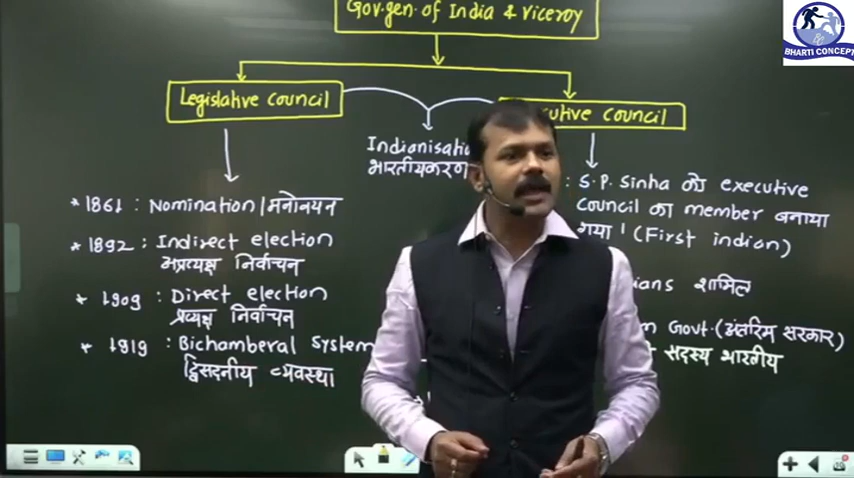 Gov.gen. of India & Viceroy
BHARTI CONCEPT
Legislative Council
cutive Council
Indianisatio
भारतीयकरण
* 1861 : Nomination/मनोनयन
* 1892 : Indirect election
अप्रत्यक्ष निर्वाचन
* 1909 : Direct election
प्रत्यक्ष निर्वाचन
* 1919 : Bichamberal System
द्विसदनीय व्यवस्था
: S.P. Sinha को executive
Council का member बनाया
गया । (First indian)
ians शामिल
Govt. (अंतरिम सरकार)
सदस्य भारतीय